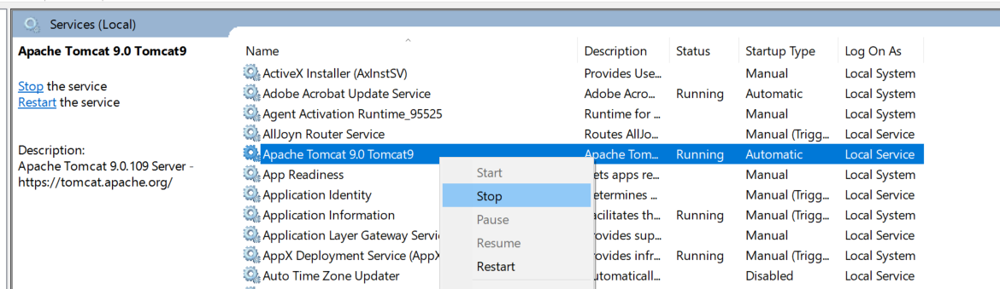 Services (Local)
Apache Tomcat 9.0 Tomcat9
Stop the service
Restart the service
Description:
Apache Tomcat 9.0.109 Server -
https://tomcat.apache.org/
Name Description Status Startup Type Log On As
ActiveX Installer (AxInstSV) Provides Use... Manual Local System
Adobe Acrobat Update Service Adobe Acro... Running Automatic Local System
Agent Activation Runtime_95525 Runtime for ... Manual Local System
AllJoyn Router Service Routes AllJo... Manual (Trigg... Local Service
Apache Tomcat 9.0 Tomcat9 Apache Tom... Running Automatic Local Service
App Readiness ets apps re... Manual Local System
Application Identity etermines ... Manual (Trigg... Local Service
Application Information acilitates th... Running Manual (Trigg... Local System
Application Layer Gateway Servi ovides sup... Manual Local Service
AppX Deployment Service (AppX ovides infr... Running Manual (Trigg... Local System
Auto Time Zone Updater utomaticall... Disabled Local Service
Start
Stop
Pause
Resume
Restart